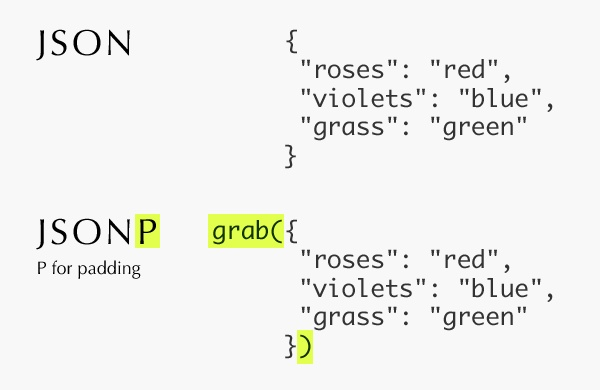 JSON
{
"roses": "red",
"violets": "blue",
"grass": "green"
}
JSONP
P for padding
grab({
"roses": "red",
"violets": "blue",
"grass": "green"
})